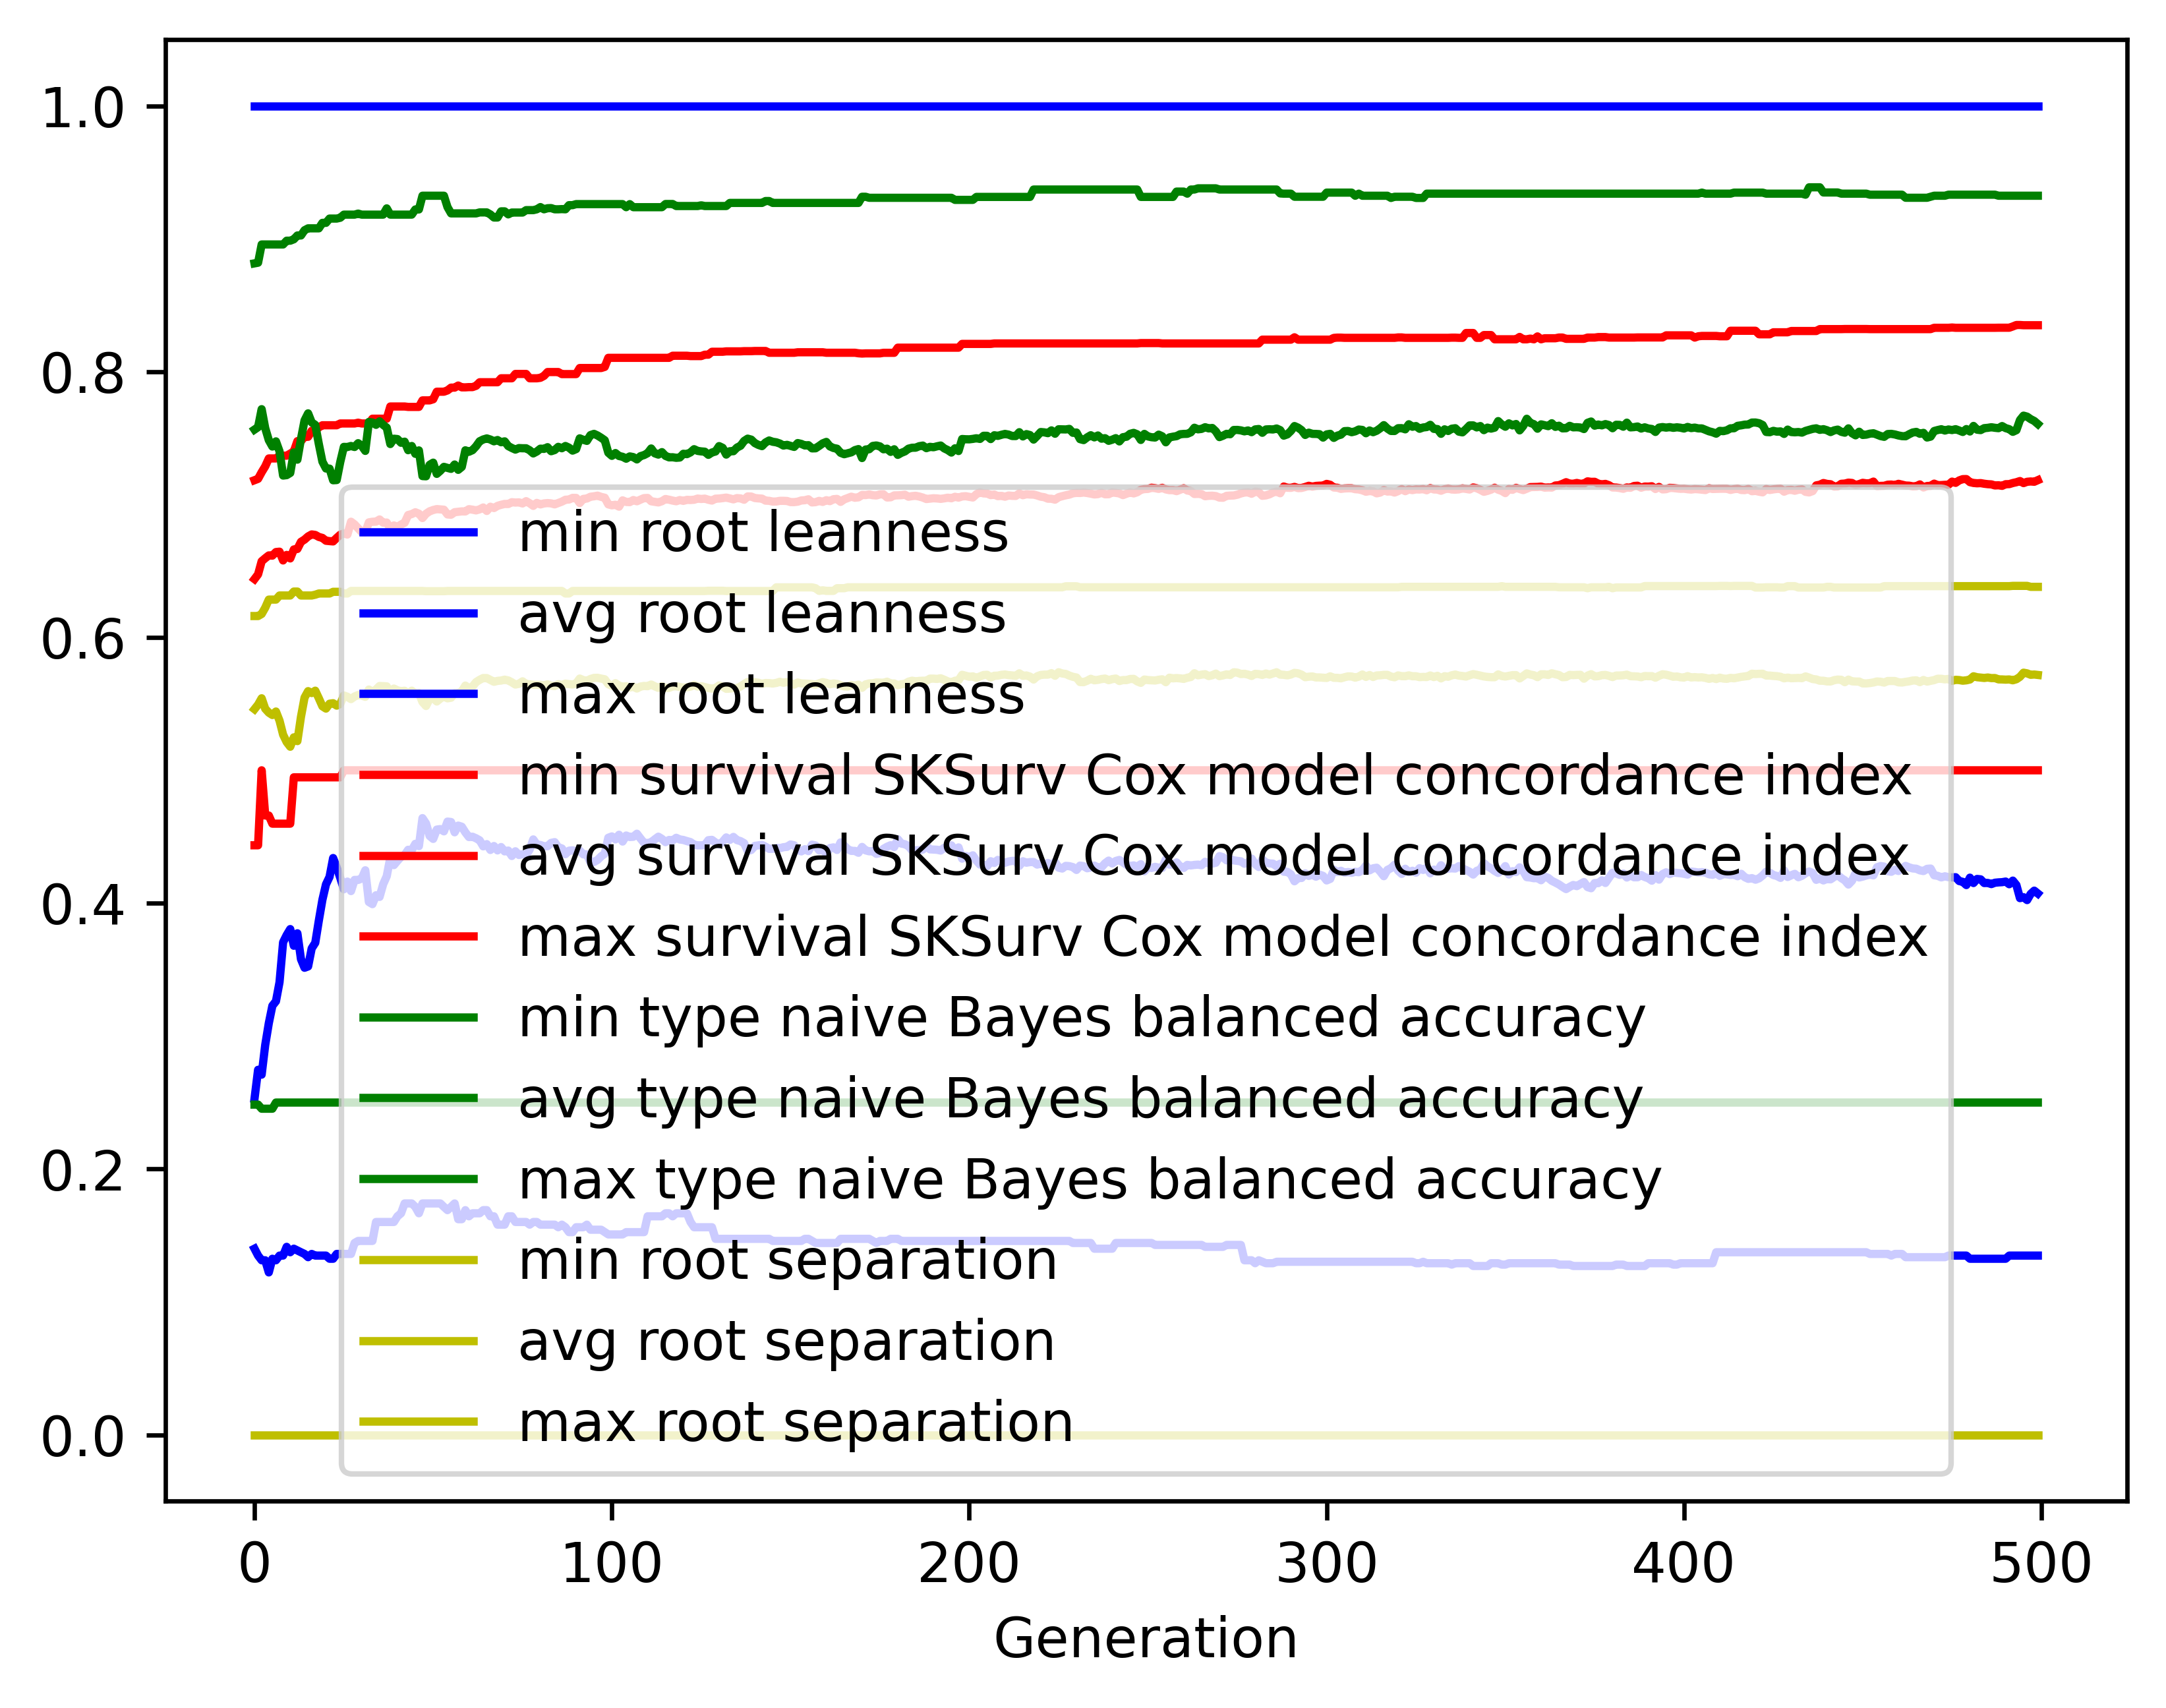 1.0
0.8
0.6
0.4
0.2
0.0
min root leanness
avg root leanness
max root leanness
min survival SKSurv Cox model concordance index
avg survival SKSurv Cox model concordance index
max survival SKSurv Cox model concordance index
min type naive Bayes balanced accuracy
avg type naive Bayes balanced accuracy
max type naive Bayes balanced accuracy
min root separation
avg root separation
max root separation
0 100 200 300 400 500
Generation